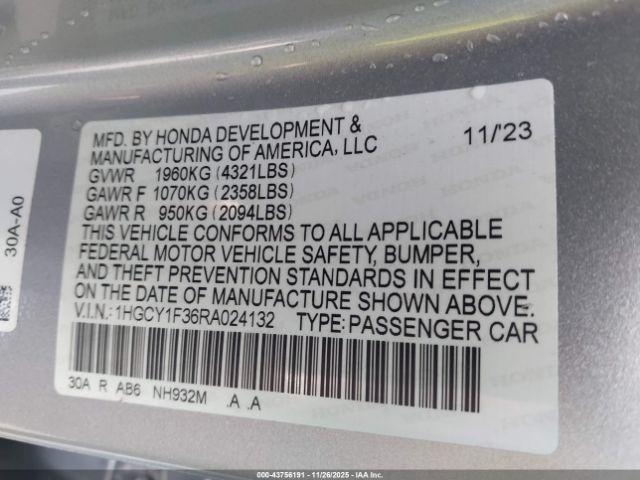 MFD. BY HONDA DEVELOPMENT & MANUFACTURING OF AMERICA, LLC 11/'23
GVWR 1960KG (4321LBS)
GAWR F 1070KG (2358LBS)
GAWR R 950KG (2094LBS)
THIS VEHICLE CONFORMS TO ALL APPLICABLE
FEDERAL MOTOR VEHICLE SAFETY, BUMPER,
AND THEFT PREVENTION STANDARDS IN EFFECT
ON THE DATE OF MANUFACTURE SHOWN ABOVE.
V.I.N.: 1HGCY1F36RA024132 TYPE: PASSENGER CAR
30A R AB6 NH932M .A .A
30A-A0
000-43756191 - 11/26/2025 - IAAI.COM